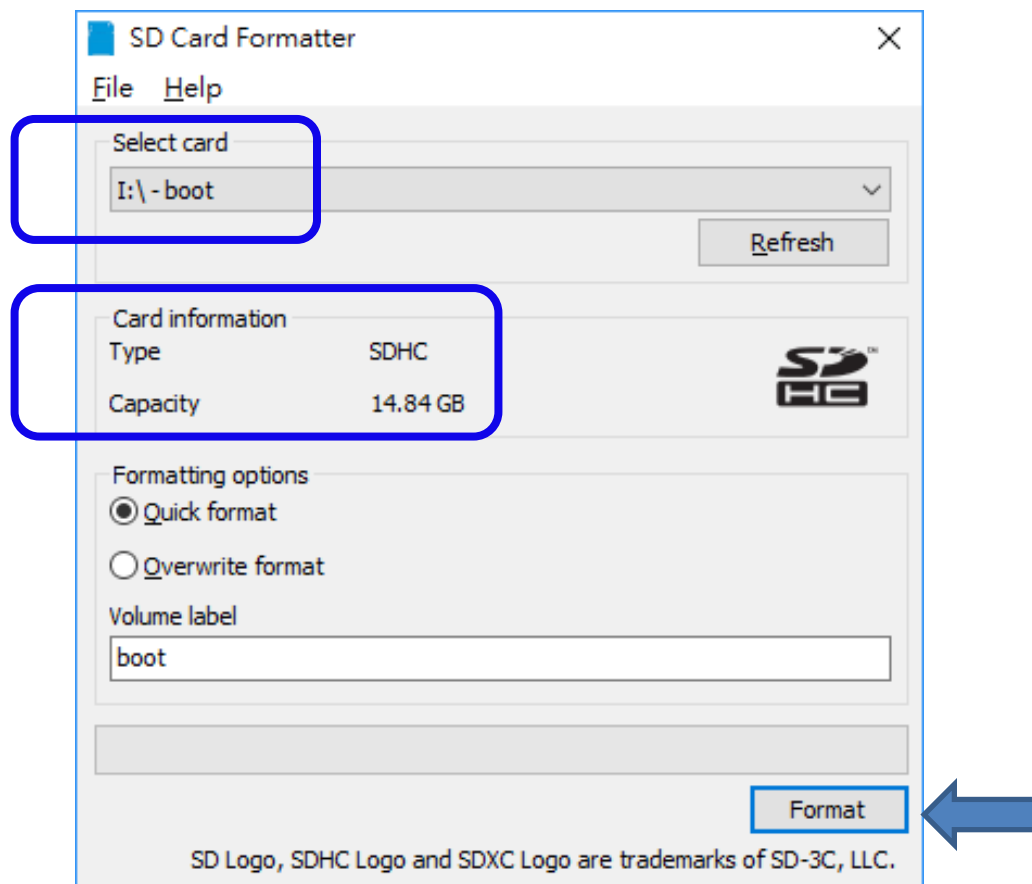 SD Card Formatter
File Help
Select card
I:\ - boot
Refresh
Card information
Type SDHC
Capacity 14.84 GB
SD
HC
TM
Formatting options
Quick format
Overwrite format
Volume label
boot
Format
SD Logo, SDHC Logo and SDXC Logo are trademarks of SD-3C, LLC.